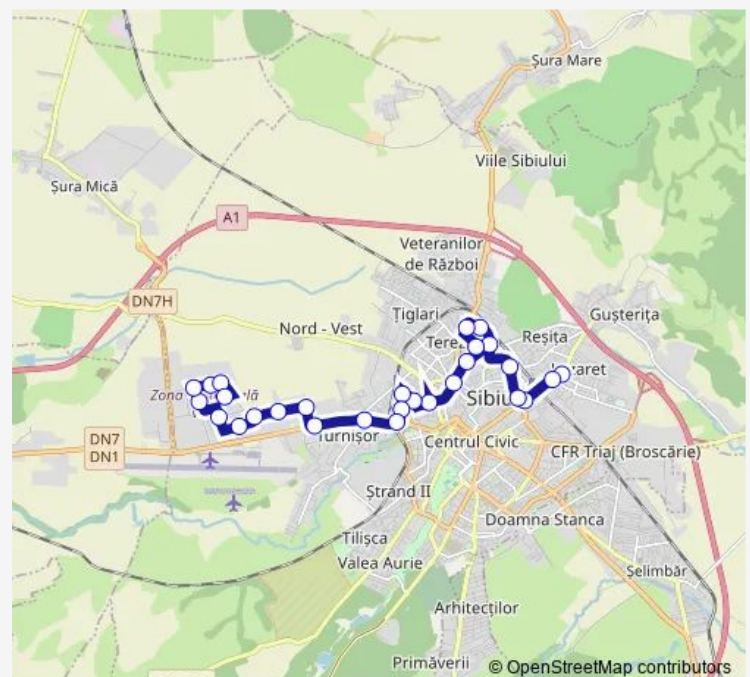 Șura Mare
Viile Sibiului
Șura Mică
A1
Veteranilor
de Război
DN7H
Țiglari
Gușterița
Nord - Vest
Reșița
Zona
Sibiu
Turnișor
Centrul Civic
DN7
DN1
CFR Triaj (Broscărie)
Ștrand II
Doamna Stanca
Tilișca
Valea Aurie
Șelimbăr
Arhitecților
Primăverii
© OpenStreetMap contributors